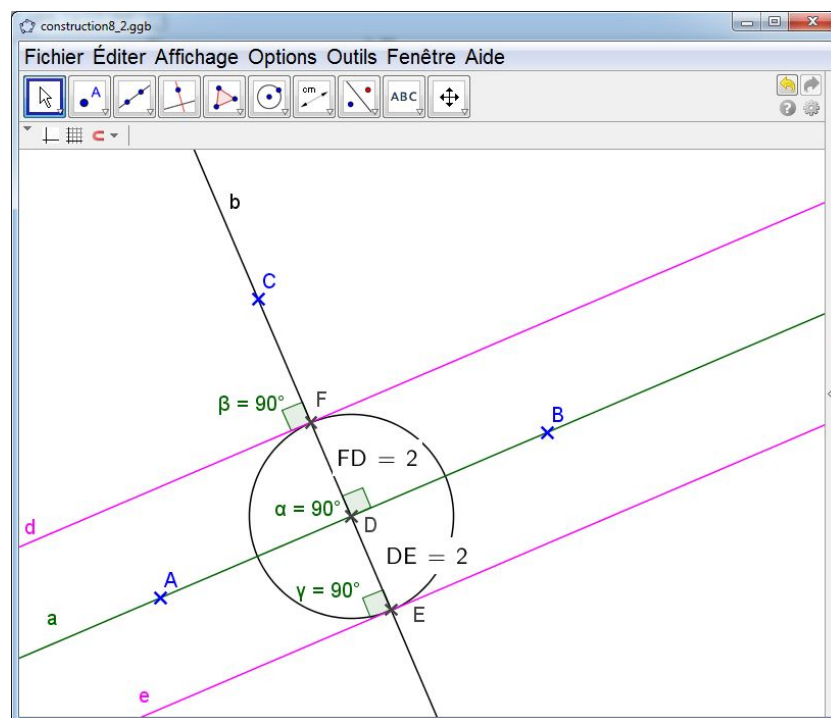 construction8_2.ggb
Fichier Éditer Affichage Options Outils Fenêtre Aide
A
cm
ABC
b
C
β = 90°
F
B
FD = 2
d
α = 90°
D
DE = 2
A
γ = 90°
a
E
e